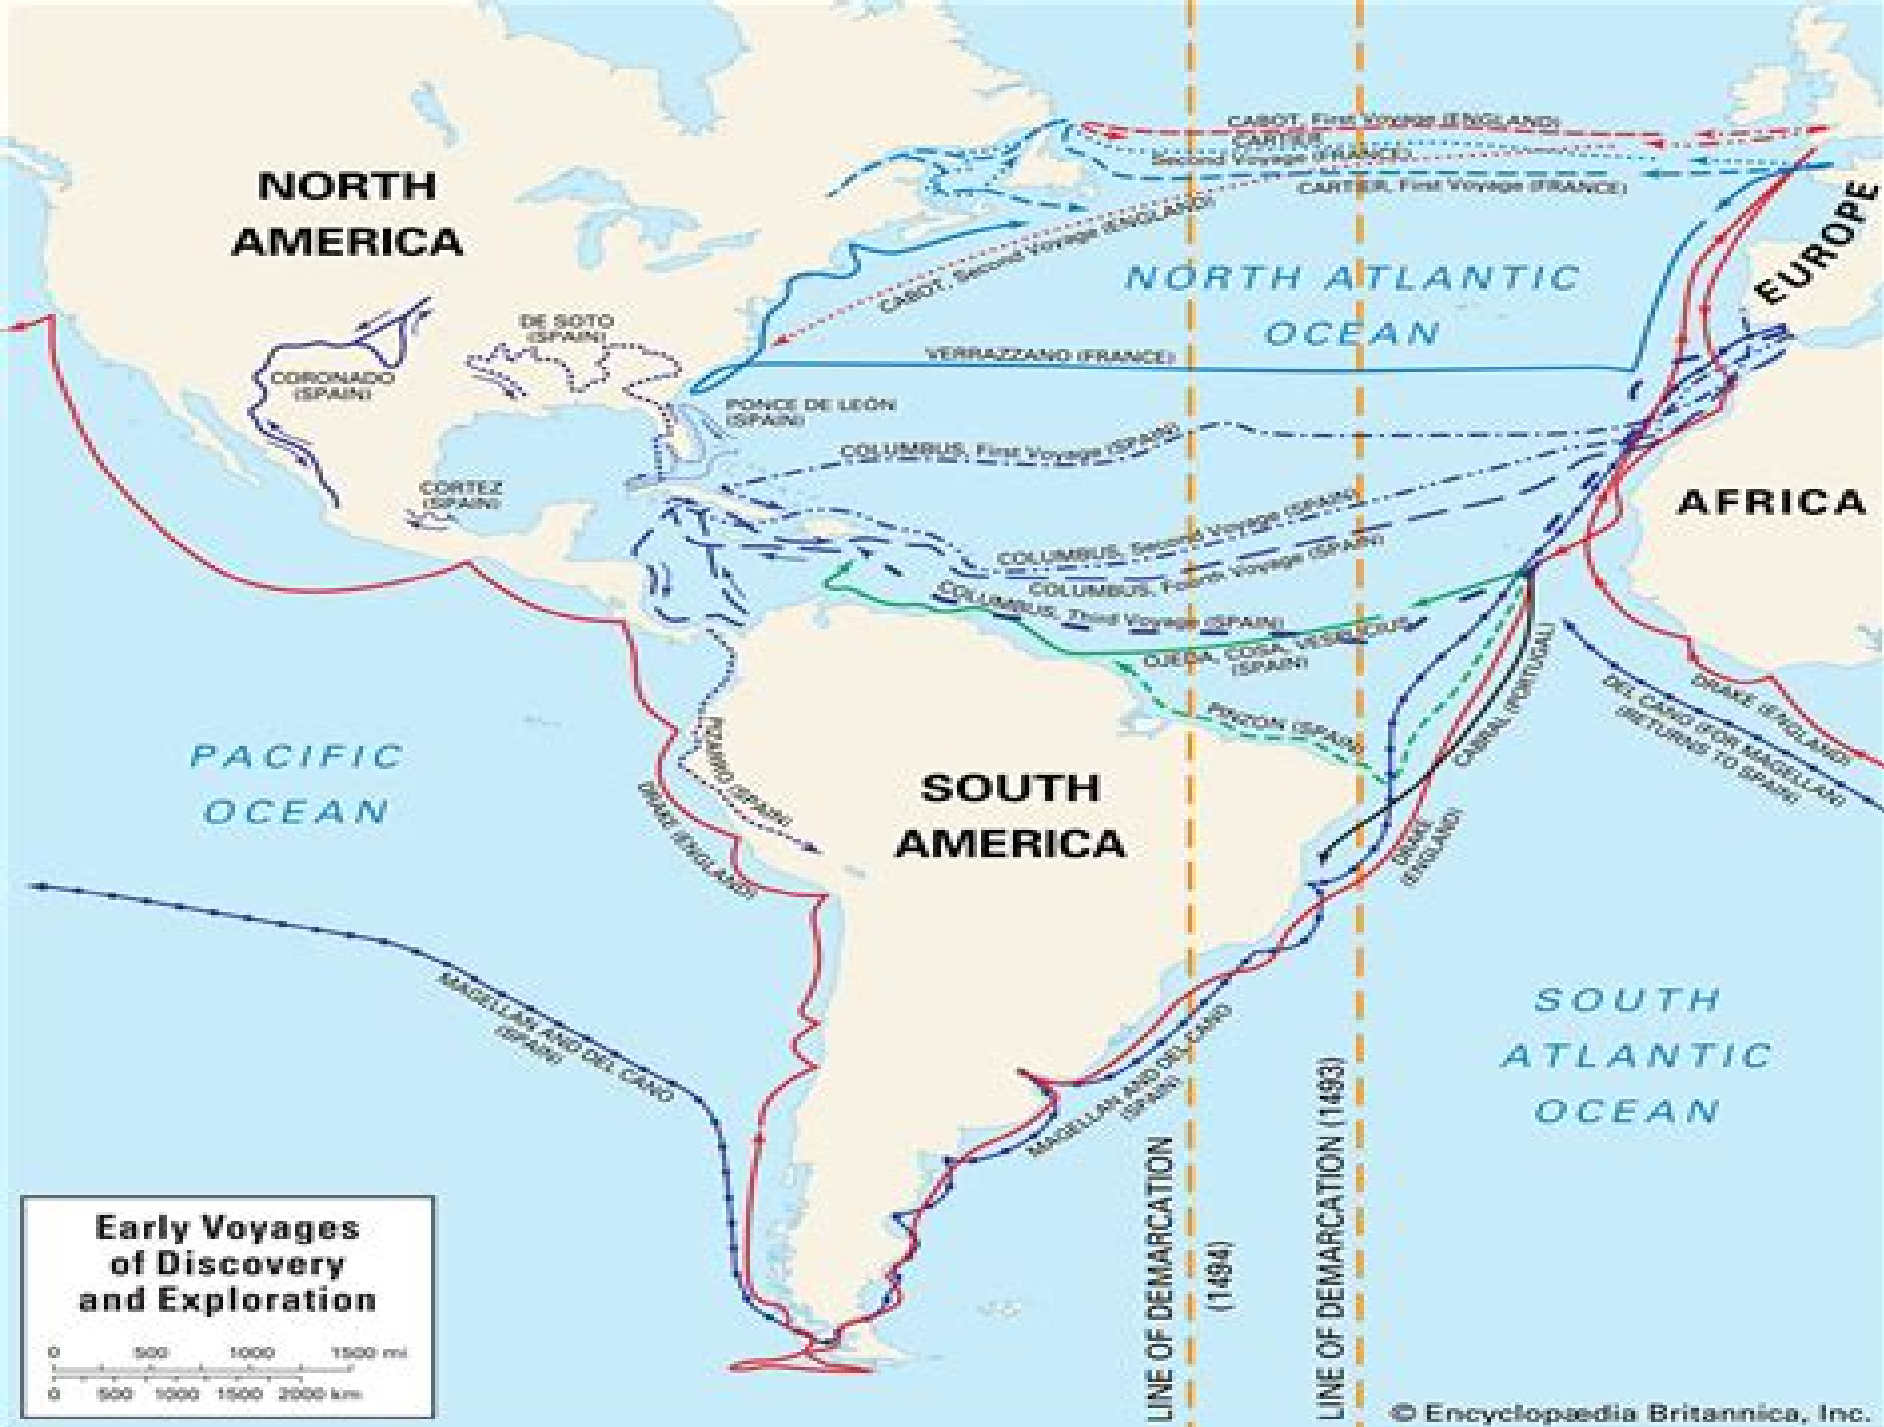 CABOT, First Voyage (ENGLAND)
CARTIER
Second Voyage (FRANCE)
CARTIER, First Voyage (FRANCE)
NORTH
AMERICA
EUROPE
CABOT, Second Voyage (ENGLAND)
NORTH ATLANTIC
OCEAN
DE SOTO
(SPAIN)
VERRAZZANO (FRANCE)
CORONADO
(SPAIN)
PONCE DE LEÓN
(SPAIN)
COLUMBUS, First Voyage (SPAIN)
CORTEZ
(SPAIN)
AFRICA
COLUMBUS, Second Voyage (SPAIN)
COLUMBUS, Fourth Voyage (SPAIN)
COLUMBUS, Third Voyage (SPAIN)
OJEDA, COSA, VESPUCIUS
(SPAIN)
PINZON (SPAIN)
CABRAL (PORTUGAL)
DRAKE (ENGLAND)
DEL CANO (FOR MAGELLAN)
(RETURNS TO SPAIN)
PIZARRO (SPAIN)
PACIFIC
OCEAN
SOUTH
AMERICA
DRAKE (ENGLAND)
DRAKE
(ENGLAND)
MAGELLAN AND DEL CANO
(SPAIN)
MAGELLAN AND DEL CANO
(SPAIN)
SOUTH
ATLANTIC
OCEAN
LINE OF DEMARCATION
(1494)
LINE OF DEMARCATION (1493)
Early Voyages
of Discovery
and Exploration
0 500 1000 1500 mi
0 500 1000 1500 2000 km
© Encyclopædia Britannica, Inc.